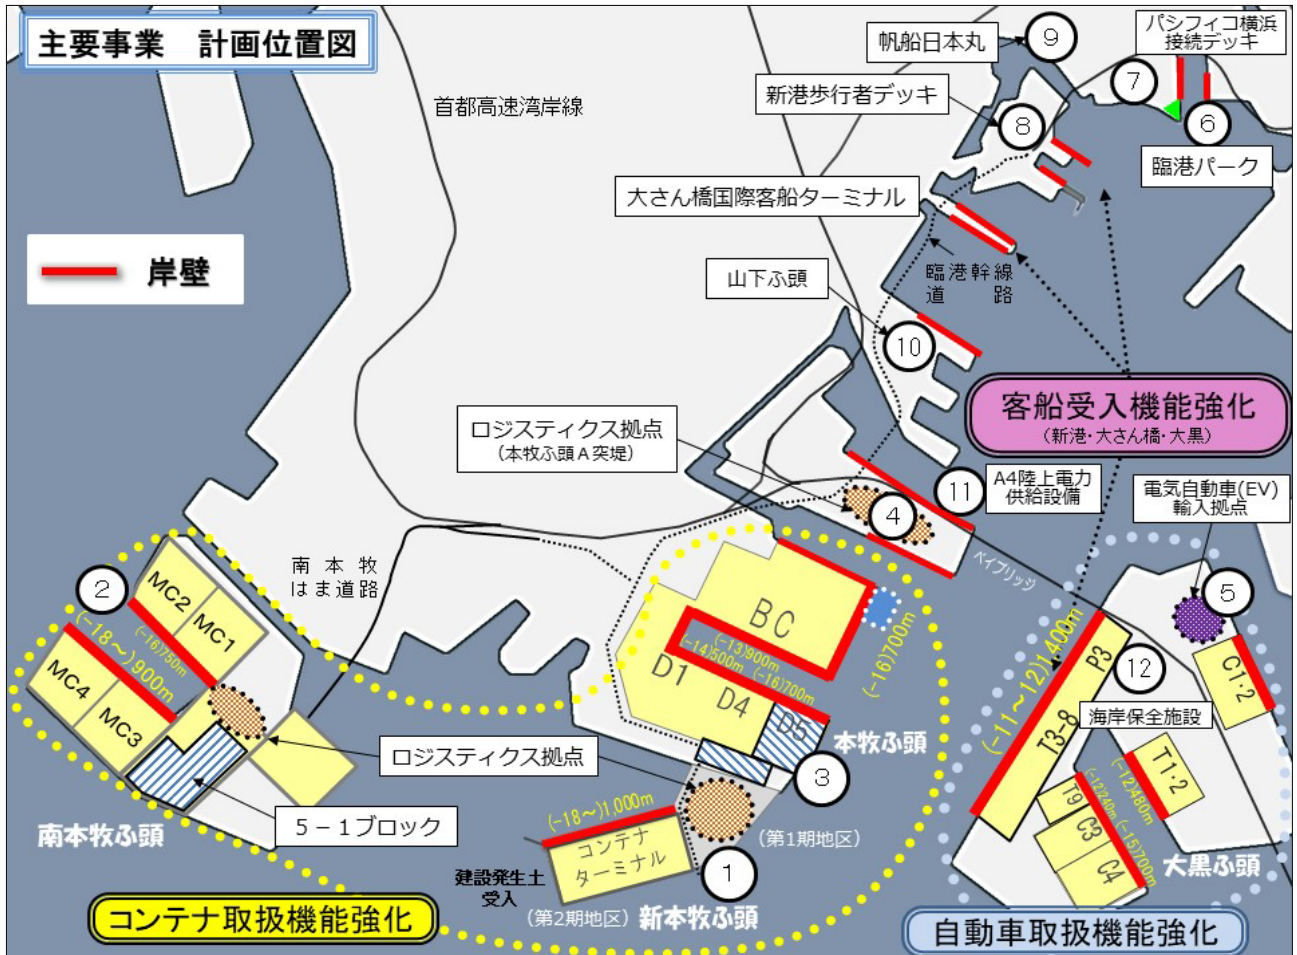 主要事業　計画位置図
岸壁
首都高速湾岸線
帆船日本丸
⑨
パシフィコ横浜
接続デッキ
⑦
⑥
新港歩行者デッキ
⑧
臨港パーク
大さん橋国際客船ターミナル
臨港幹線
道　路
山下ふ頭
⑩
客船受入機能強化
(新港・大さん橋・大黒)
ロジスティクス拠点
(本牧ふ頭A突堤)
④
⑪
A4陸上電力
供給設備
電気自動車(EV)
輸入拠点
⑤
ベイブリッジ
南本牧
はま道路
②
MC2
MC1
(-16)750m
(-18～)900m
MC4
MC3
ロジスティクス拠点
5－1ブロック
南本牧ふ頭
BC
(-16)700m
(-13)900m
(-14)500m
(-16)700m
D1
D4
D5
本牧ふ頭
③
(第1期地区)
(-18～)1,000m
コンテナ
ターミナル
①
建設発生土
受入
(第2期地区)
新本牧ふ頭
コンテナ取扱機能強化
(-11～-12)1400m
P3
T3-8
⑫
海岸保全施設
C1・2
T1・2
(-12)480m
(-12)240m
(-15)700m
T9
C3
C4
大黒ふ頭
自動車取扱機能強化